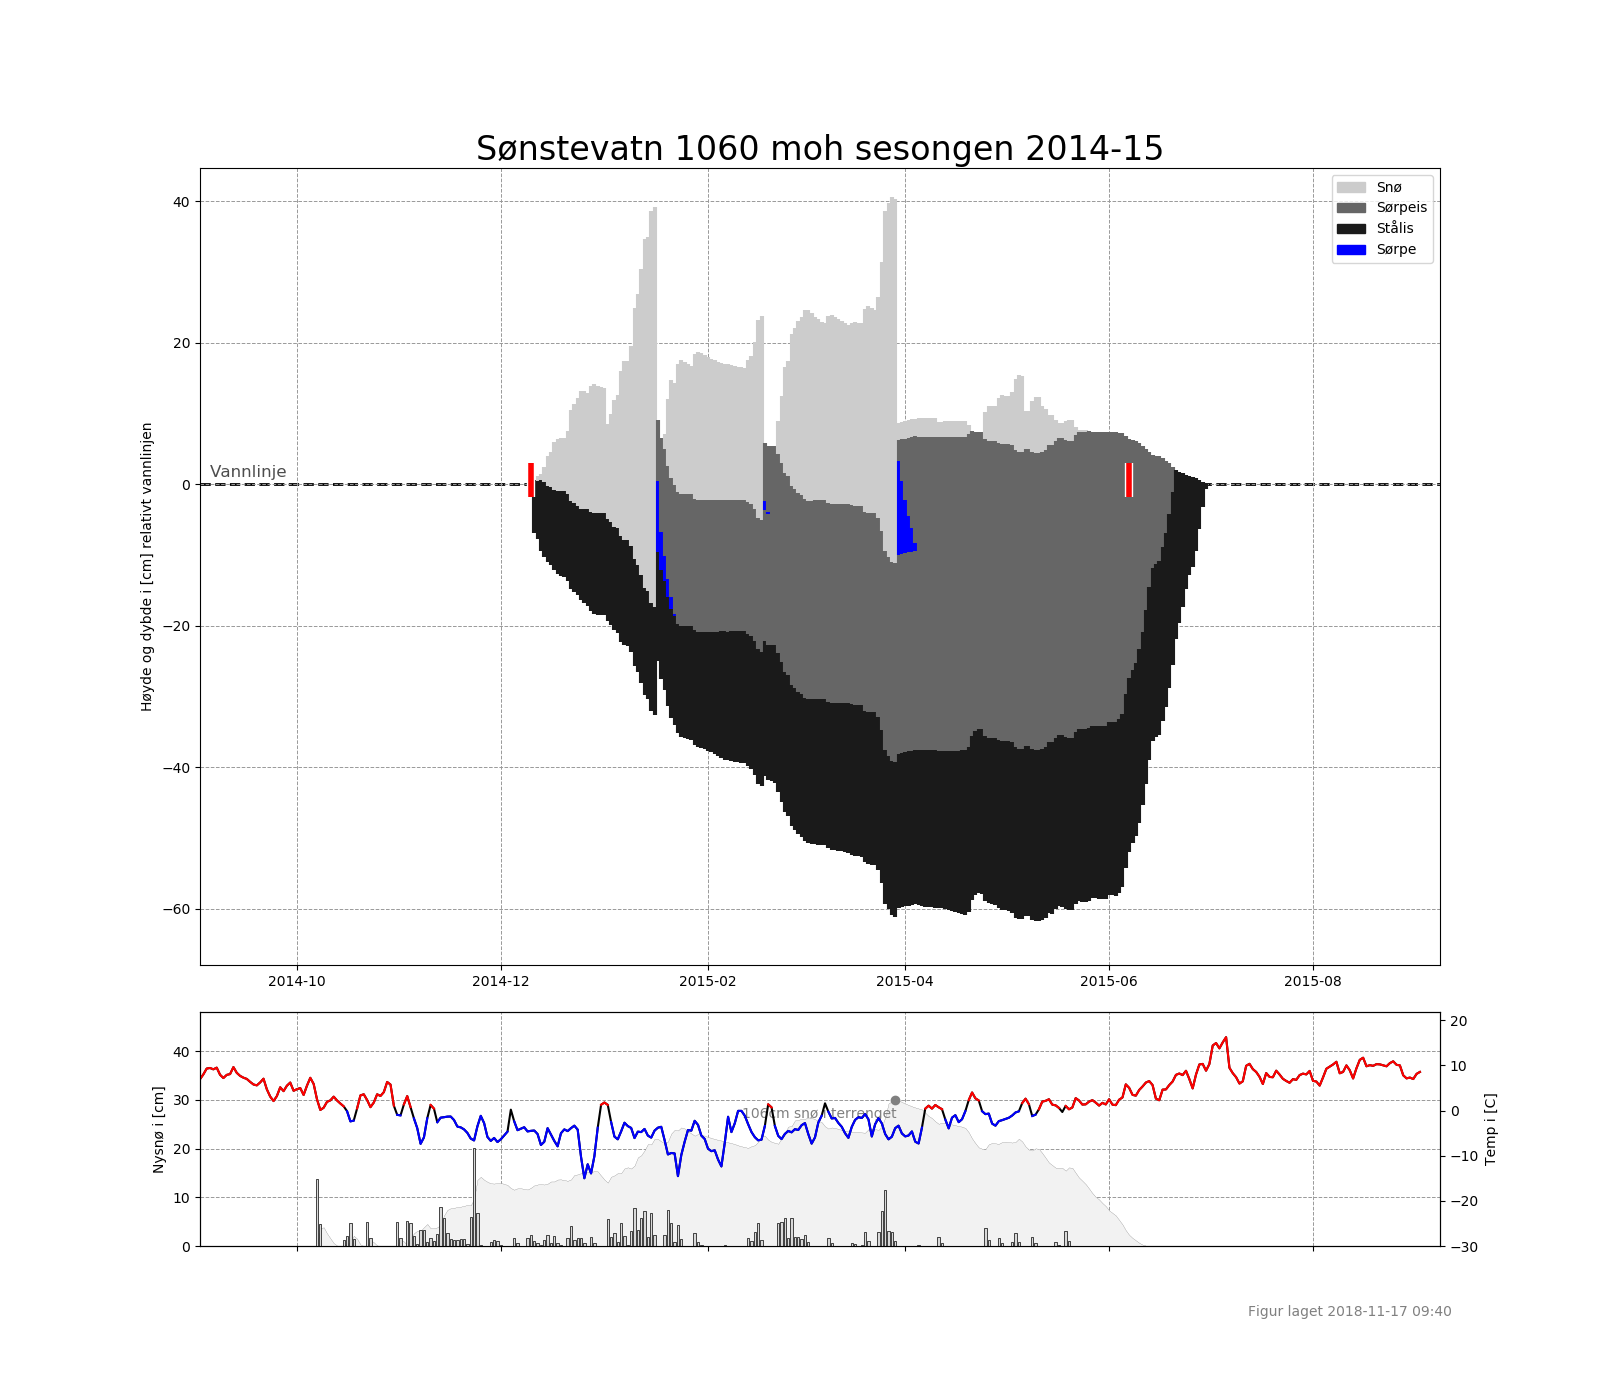 Sønstevatn 1060 moh sesongen 2014-15
Snø
Sørpeis
Stålis
Sørpe
Høyde og dybde i [cm] relativt vannlinjen
40
20
0
−20
−40
−60
Vannlinje
2014-10
2014-12
2015-02
2015-04
2015-06
2015-08
Nysnø i [cm]
40
30
20
10
0
106cm snø i terrenget
20
10
0
−10
−20
−30
Temp i [C]
Figur laget 2018-11-17 09:40